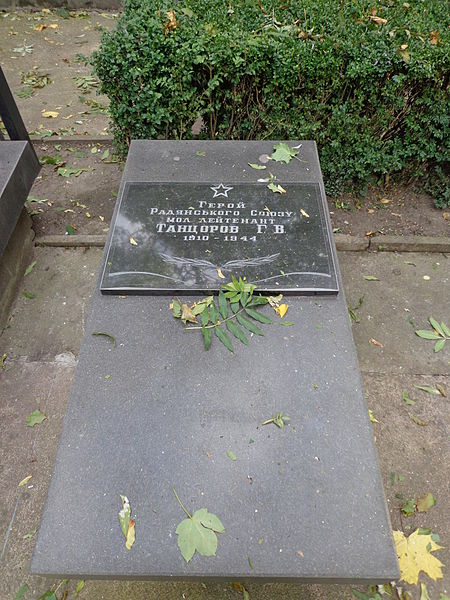 Герой
Радянського Союзу
мол. лейтенант
Танцоров Г. В.
1910 - 1944